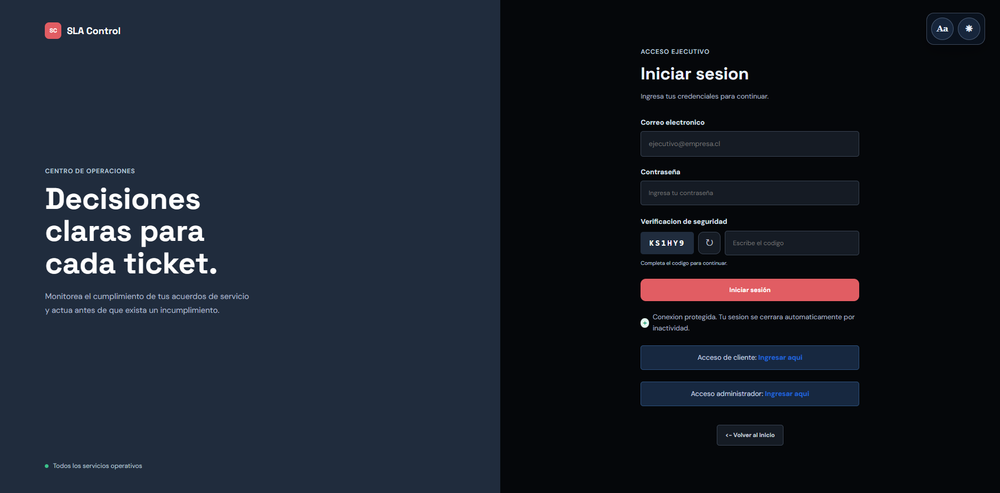 SC SLA Control
CENTRO DE OPERACIONES
Decisiones
claras para
cada ticket.
Monitorea el cumplimiento de tus acuerdos de servicio
y actua antes de que exista un incumplimiento.
Todos los servicios operativos
Aa
ACCESO EJECUTIVO
Iniciar sesion
Ingresa tus credenciales para continuar.
Correo electronico
ejecutivo@empresa.cl
Contraseña
Ingresa tu contraseña
Verificacion de seguridad
KS1HY9
Escribe el codigo
Completa el codigo para continuar.
Iniciar sesión
Conexion protegida. Tu sesion se cerrara automaticamente por
inactividad.
Acceso de cliente: Ingresar aqui
Acceso administrador: Ingresar aqui
<- Volver al inicio